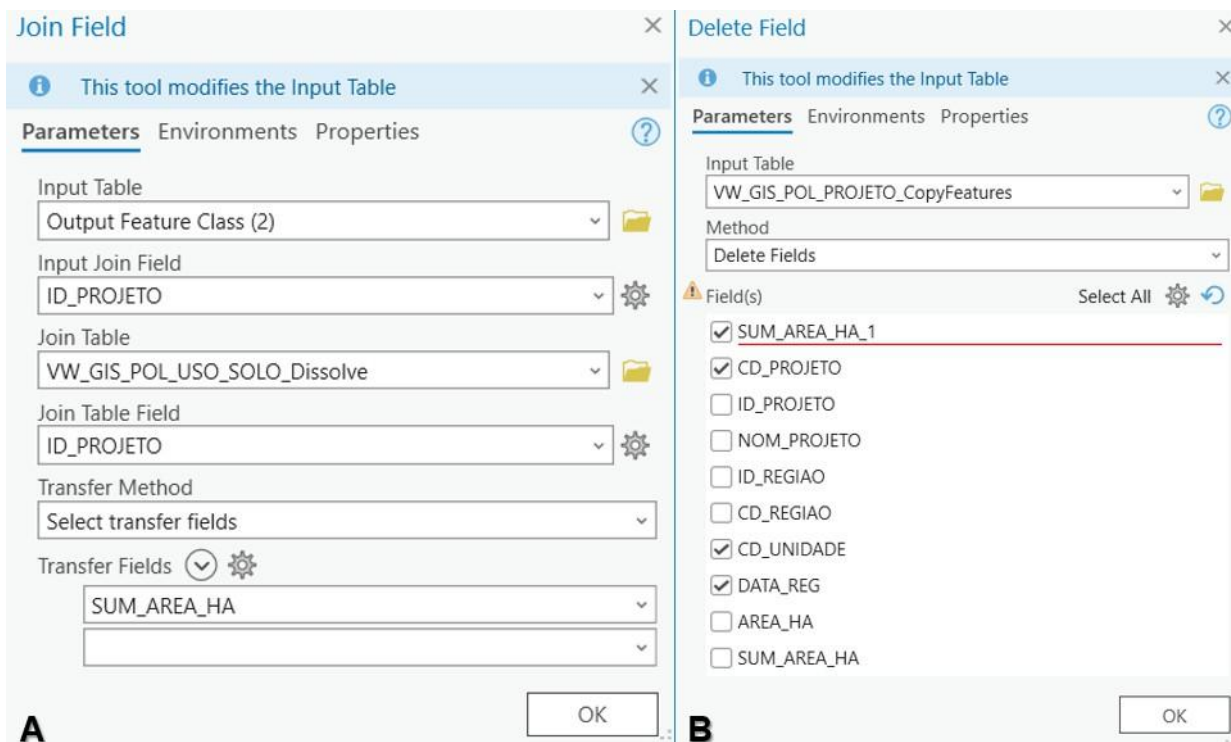 Join Field
This tool modifies the Input Table
Parameters Environments Properties
Input Table
Output Feature Class (2)
Input Join Field
ID_PROJETO
Join Table
VW_GIS_POL_USO_SOLO_Dissolve
Join Table Field
ID_PROJETO
Transfer Method
Select transfer fields
Transfer Fields
SUM_AREA_HA
OK
A
Delete Field
This tool modifies the Input Table
Parameters Environments Properties
Input Table
VW_GIS_POL_PROJETO_CopyFeatures
Method
Delete Fields
Field(s) Select All
SUM_AREA_HA_1
CD_PROJETO
ID_PROJETO
NOM_PROJETO
ID_REGIAO
CD_REGIAO
CD_UNIDADE
DATA_REG
AREA_HA
SUM_AREA_HA
OK
B